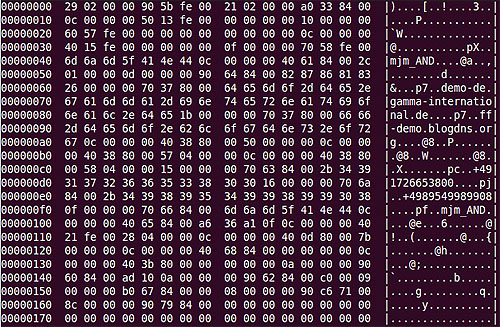 00000000  29 02 00 00 90 5b fe 00  21 02 00 00 a0 33 84 00  |)....[..!....3..|
00000010  0c 00 00 00 50 13 fe 00  00 00 00 00 10 00 00 00  |....P...........|
00000020  60 57 fe 00 00 00 00 00  00 00 00 00 00 00 00 00  |`W..............|
00000030  40 15 fe 00 00 00 00 00  0f 00 00 00 70 58 fe 00  |@...........pX..|
00000040  6d 6a 6d 5f 41 4e 44 0c  00 00 00 40 61 84 00 2c  |mjm_AND....@a..,|
00000050  01 00 00 0d 00 00 00 90  64 84 00 82 87 86 81 83  |........d.......|
00000060  26 00 00 00 70 37 80 00  64 65 6d 6f 2d 64 65 2e  |&...p7..demo-de.|
00000070  67 61 6d 6d 61 2d 69 6e  74 65 72 6e 61 74 69 6f  |gamma-internatio|
00000080  6e 61 6c 2e 64 65 1b 00  00 00 70 37 80 00 66 66  |nal.de....p7..ff|
00000090  2d 64 65 6d 6f 2e 62 6c  6f 67 64 6e 73 2e 6f 72  |-demo.blogdns.or|
000000a0  67 0c 00 00 00 40 38 80  00 50 00 00 00 0c 00 00  |g....@8..P......|
000000b0  00 40 38 80 00 57 04 00  00 0c 00 00 00 40 38 80  |.@8..W.......@8.|
000000c0  00 58 04 00 00 15 00 00  00 70 63 84 00 2b 34 39  |.X.......pc..+49|
000000d0  31 37 32 36 36 35 33 38  30 30 16 00 00 00 70 6a  |1726653800....pj|
000000e0  84 00 2b 34 39 38 39 35  34 39 39 38 39 39 30 38  |..+4989549989908|
000000f0  0f 00 00 00 70 66 84 00  6d 6a 6d 5f 41 4e 44 0c  |....pf..mjm_AND.|
00000100  00 00 00 40 65 84 00 a6  36 a1 0f 0c 00 00 00 40  |...@e...6......@|
00000110  21 fe 00 28 04 00 00 0c  00 00 00 40 0d 80 00 7b  |!..(.......@...{|
00000120  00 00 00 0c 00 00 00 40  68 84 00 00 00 00 00 0c  |.......@h.......|
00000130  00 00 00 40 3b 80 00 00  00 00 00 0a 00 00 00 90  |...@;...........|
00000140  60 84 00 ad 10 0a 00 00  00 90 62 84 00 c0 00 09  |`.........b.....|
00000150  00 00 00 b0 67 84 00 00  08 00 00 00 90 c6 71 00  |....g.........q.|
00000160  8c 00 00 00 90 79 84 00  00 00 00 00 00 00 00 00  |.....y..........|
00000170  00 00 00 00 00 00 00 00  00 00 00 00 00 00 00 00  |................|